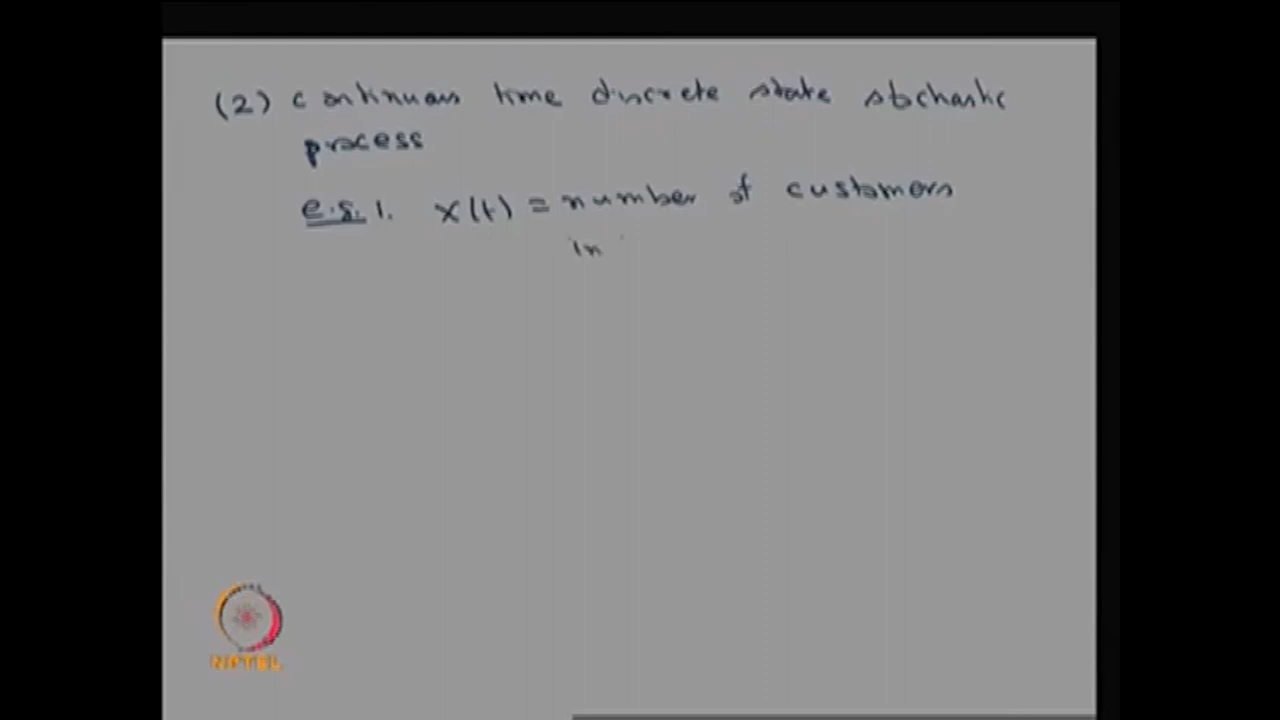 (2) continuous time discrete state stochastic
process
e.g. 1. X(t) = number of customers
in
NPTEL